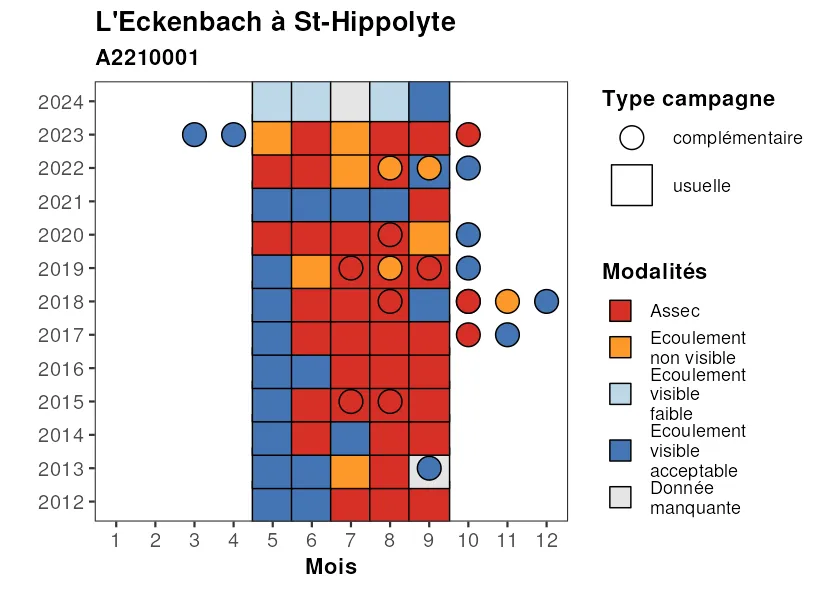 L'Eckenbach à St-Hippolyte
A2210001
2024
2023
2022
2021
2020
2019
2018
2017
2016
2015
2014
2013
2012
1 2 3 4 5 6 7 8 9 10 11 12
Mois
Type campagne
complémentaire
usuelle
Modalités
Assec
Ecoulement
non visible
Ecoulement
visible
faible
Ecoulement
visible
acceptable
Donnée
manquante